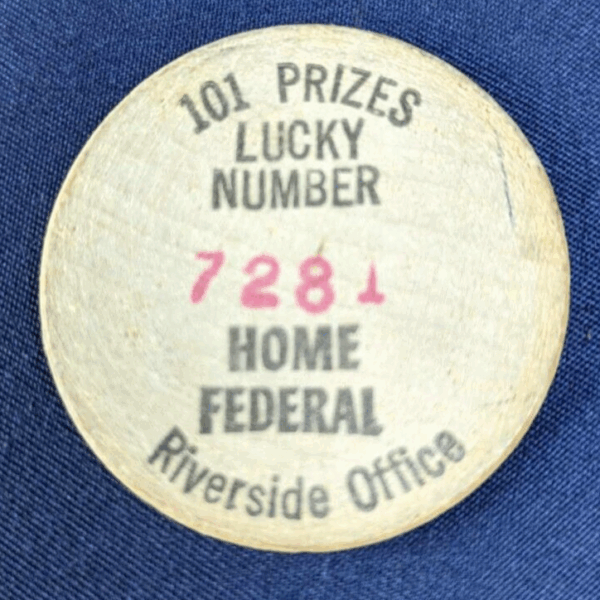 101 PRIZES
LUCKY
NUMBER
7281
HOME
FEDERAL
Riverside Office